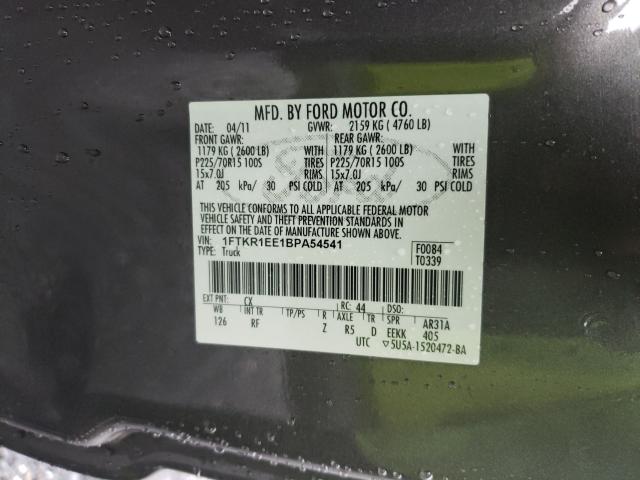 MFD. BY FORD MOTOR CO.
DATE: 04/11 GVWR: 2159 KG ( 4760 LB)
FRONT GAWR: REAR GAWR:
1179 KG ( 2600 LB) WITH 1179 KG ( 2600 LB)
P225/70R15 100S TIRES P225/70R15 100S
15x7.0J RIMS 15x7.0J
AT 205 kPa/ 30 PSI COLD AT 205 kPa/ 30 PSI COLD
THIS VEHICLE CONFORMS TO ALL APPLICABLE FEDERAL MOTOR
VEHICLE SAFETY AND THEFT PREVENTION STANDARDS IN
EFFECT ON THE DATE OF MANUFACTURE SHOWN ABOVE.
VIN: 1FTKR1EE1BPA54541 F0084
TYPE: Truck T0339
EXT PNT: CX RC: 44 DSO:
WB INT TR TP/PS R AXLE TR SPR AR31A
126 RF Z R5 D EEKK 405
UTC ▽5U5A-1520472-BA